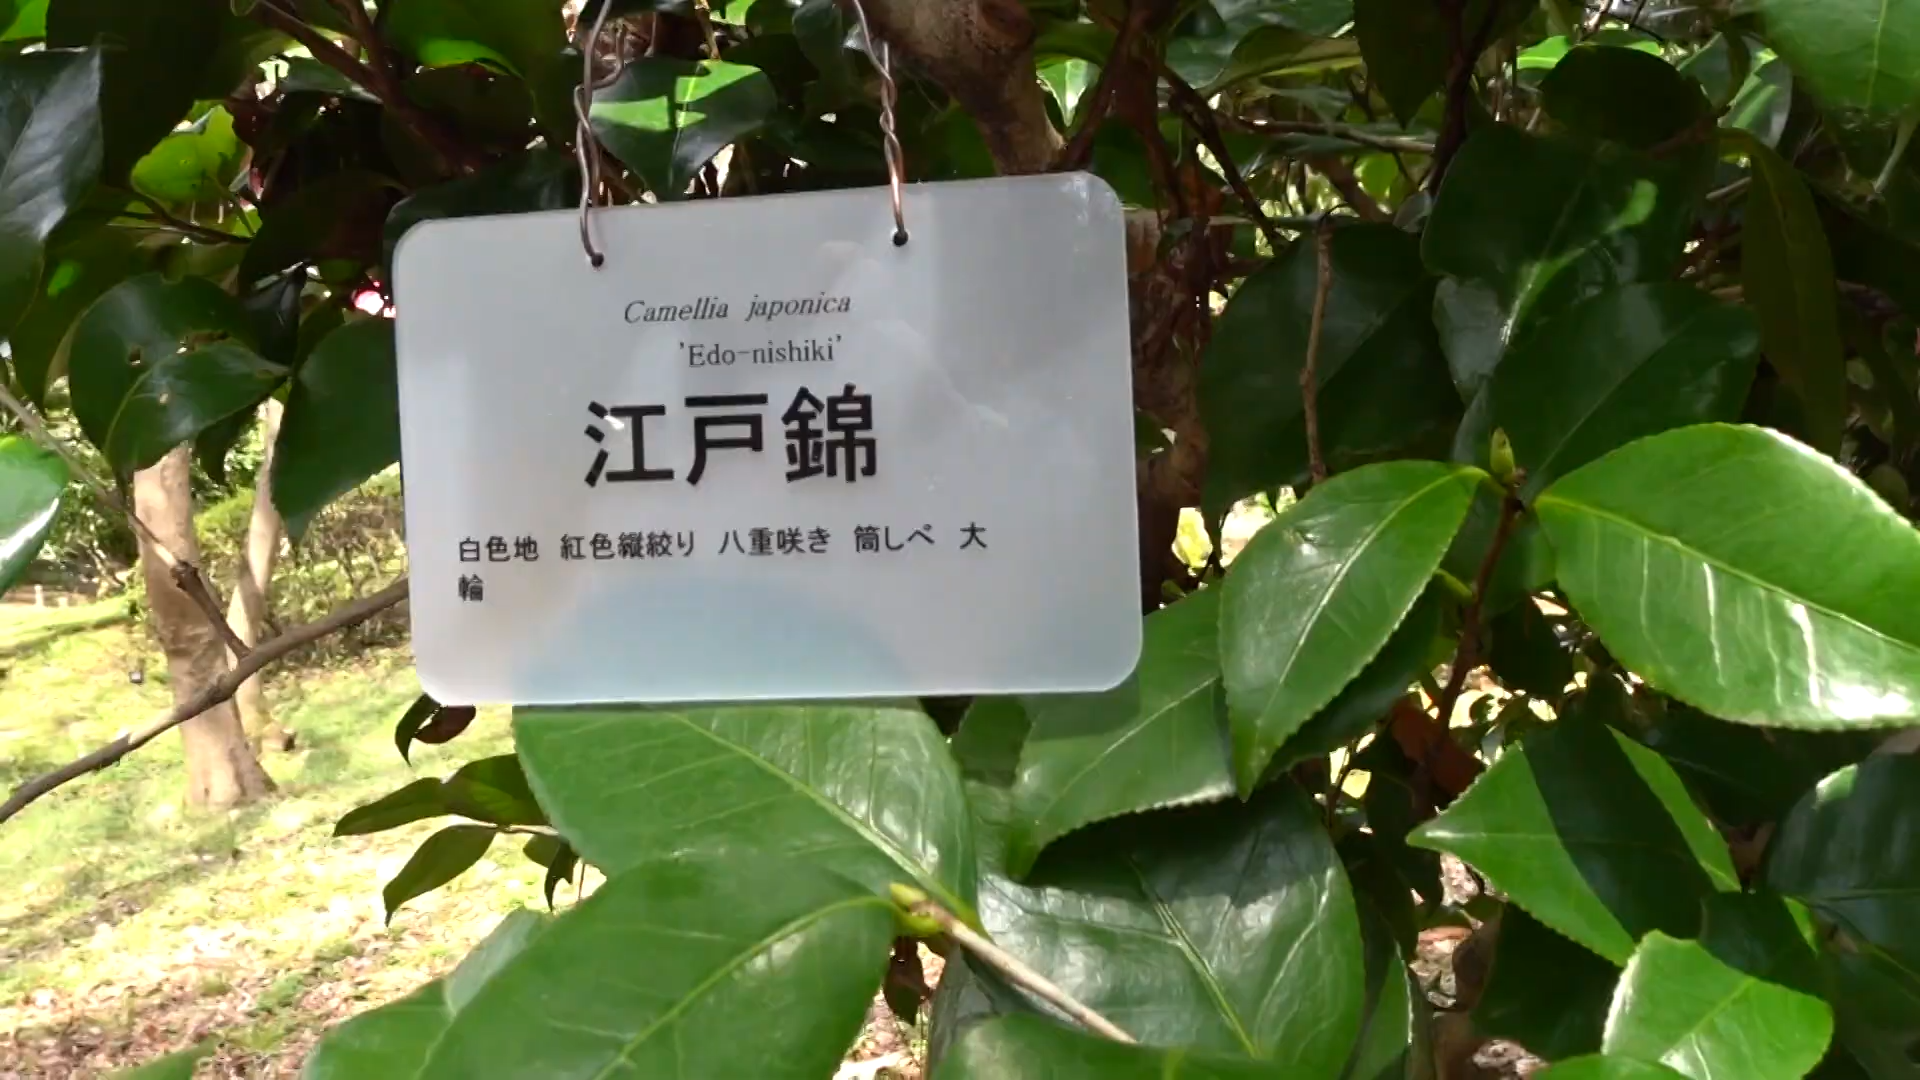 Camellia japonica
'Edo-nishiki'
江戸錦
白色地 紅色縦絞り 八重咲き 筒しべ 大
輪